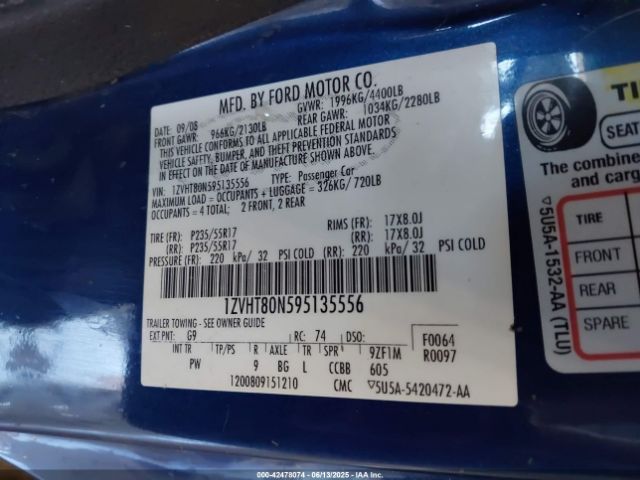 MFD. BY FORD MOTOR CO.
DATE: 09/08 GVWR: 1996KG/4400LB
FRONT GAWR: 966KG/2130LB REAR GAWR: 1034KG/2280LB
THIS VEHICLE CONFORMS TO ALL APPLICABLE FEDERAL MOTOR
VEHICLE SAFETY, BUMPER, AND THEFT PREVENTION STANDARDS
IN EFFECT ON THE DATE OF MANUFACTURE SHOWN ABOVE.
VIN: 1ZVHT80N595135556 TYPE: Passenger Car
MAXIMUM LOAD = OCCUPANTS + LUGGAGE = 326KG/720LB
OCCUPANTS = 4 TOTAL; 2 FRONT, 2 REAR
TIRE (FR): P235/55R17 RIMS (FR): 17X8.0J
(RR): P235/55R17 (RR): 17X8.0J
PRESSURE (FR): 220 kPa/ 32 PSI COLD (RR): 220 kPa/ 32 PSI COLD
1ZVHT80N595135556
TRAILER TOWING - SEE OWNER GUIDE
EXT PNT: G9 RC: 74 DSO: F0064
INT TR TP/PS R AXLE TR SPR 9ZF1M R0097
PW 9 BG L CCBB 605
1200809151210 CMC ▽5U5A-5420472-AA
TI
SEAT
The combine
and carg
TIRE
FRONT
REAR
SPARE
▽5U5A-1532-AA (TLU)
000-42478074 - 06/13/2025 - IAA.com